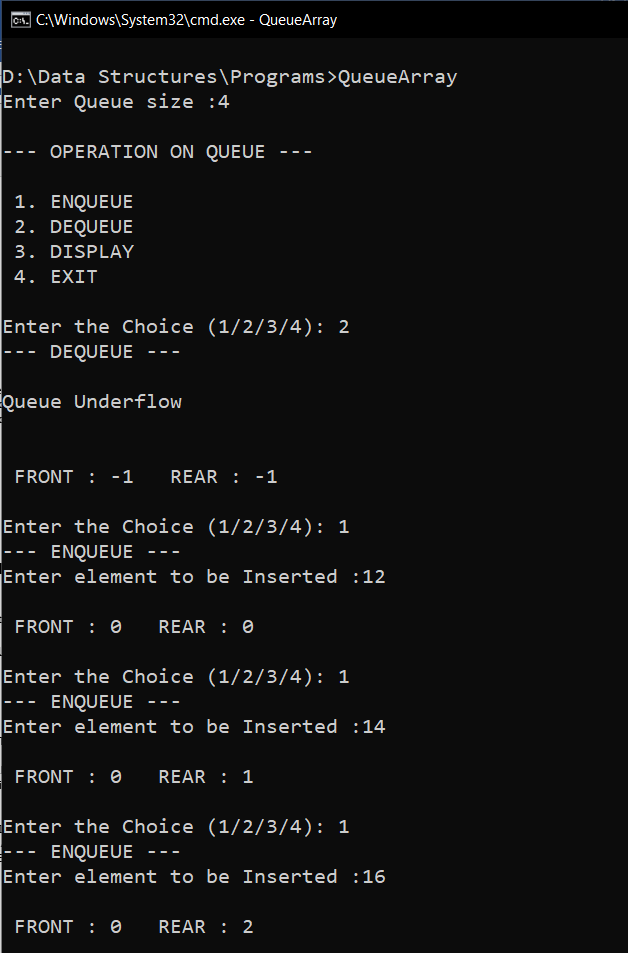 C:\Windows\System32\cmd.exe - QueueArray
D:\Data Structures\Programs>QueueArray
Enter Queue size :4
--- OPERATION ON QUEUE ---
1. ENQUEUE
2. DEQUEUE
3. DISPLAY
4. EXIT
Enter the Choice (1/2/3/4): 2
--- DEQUEUE ---
Queue Underflow
FRONT : -1   REAR : -1
Enter the Choice (1/2/3/4): 1
--- ENQUEUE ---
Enter element to be Inserted :12
FRONT : 0   REAR : 0
Enter the Choice (1/2/3/4): 1
--- ENQUEUE ---
Enter element to be Inserted :14
FRONT : 0   REAR : 1
Enter the Choice (1/2/3/4): 1
--- ENQUEUE ---
Enter element to be Inserted :16
FRONT : 0   REAR : 2